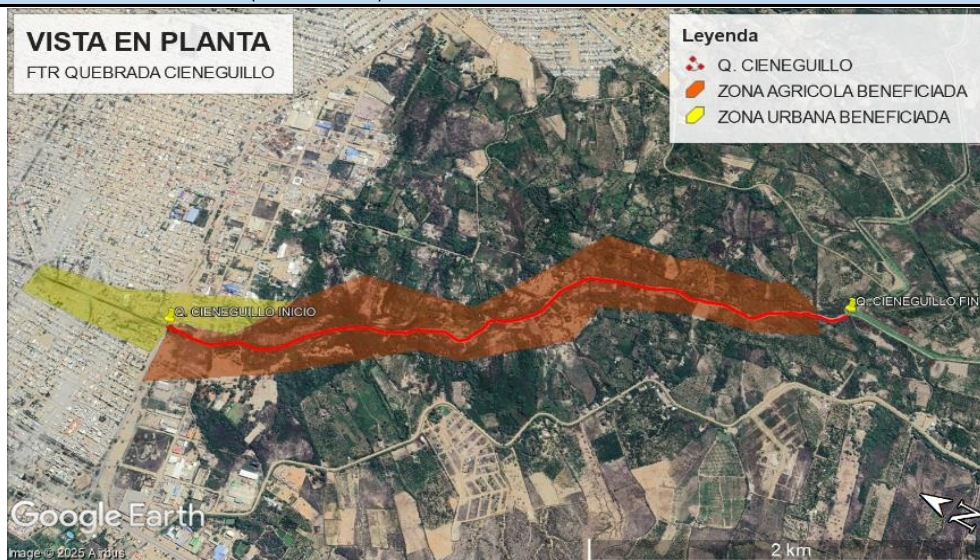 VISTA EN PLANTA
FTR QUEBRADA CIENEGUILLO
Leyenda
Q. CIENEGUILLO
ZONA AGRICOLA BENEFICIADA
ZONA URBANA BENEFICIADA
Q. CIENEGUILLO INICIO
Q. CIENEGUILLO FIN
Google Earth
Image © 2025 Airbus
2 km